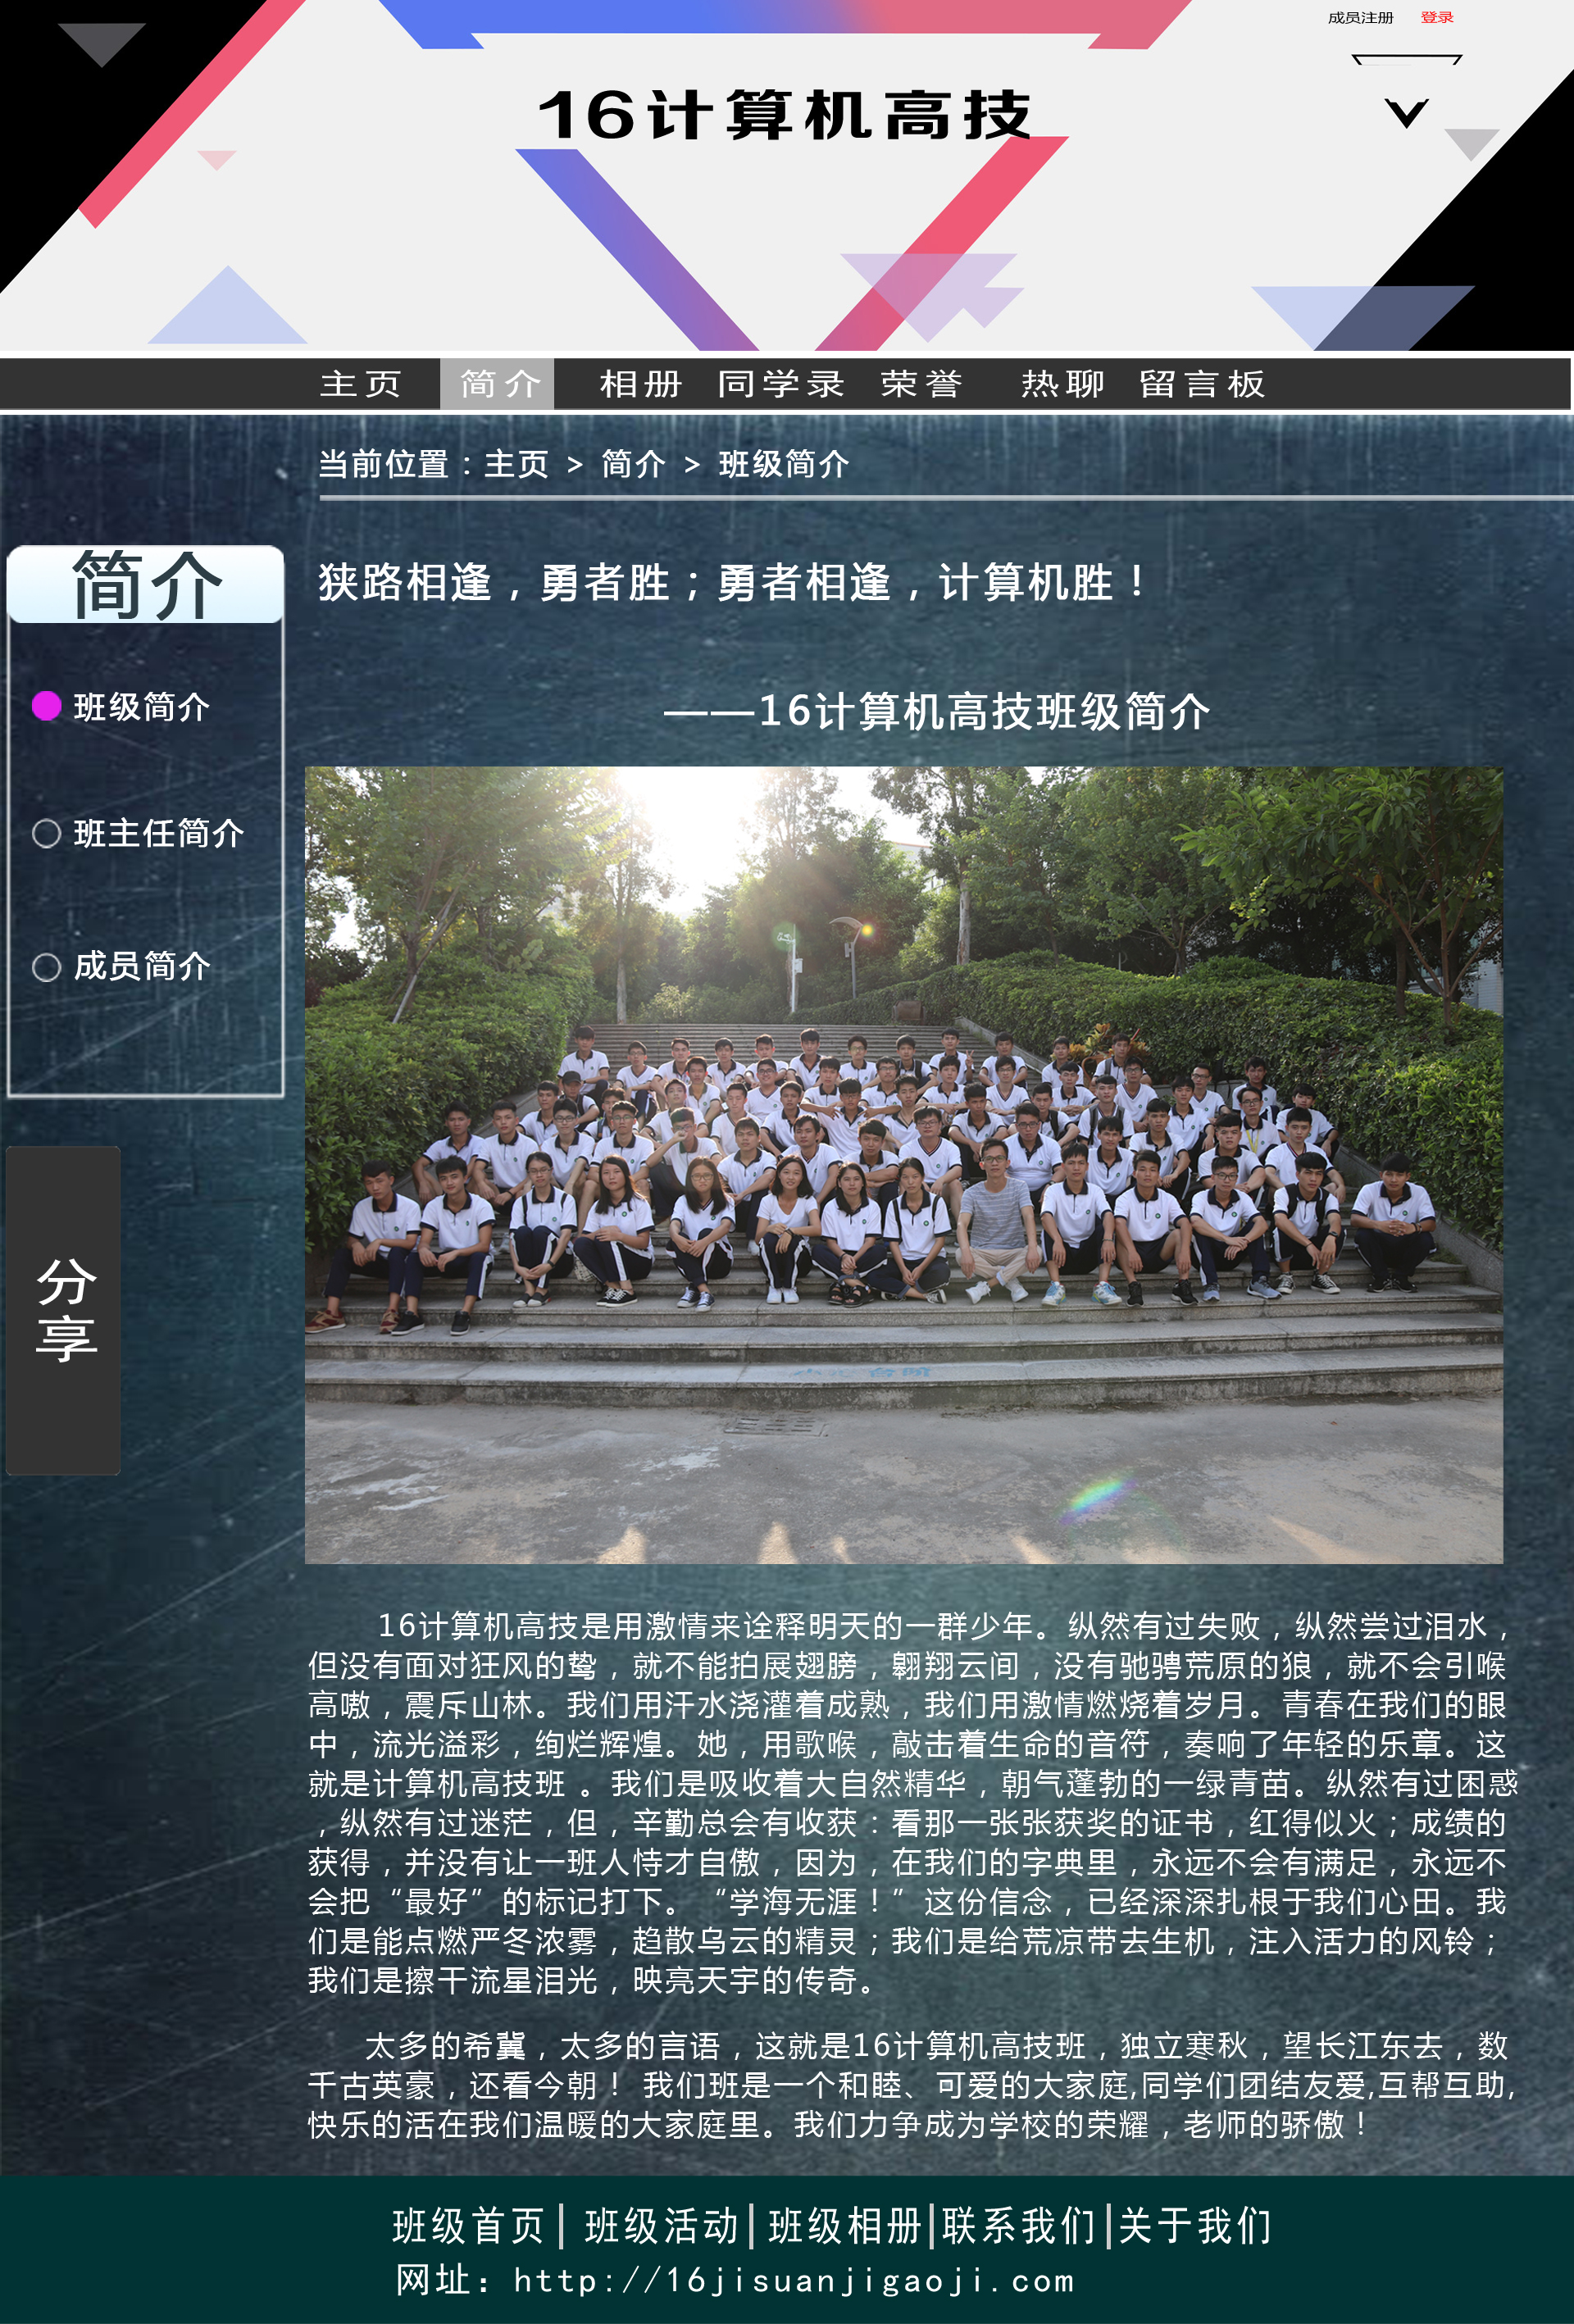 成员注册 登录
16计算机高技
主页 简介 相册 同学录 荣誉 热聊 留言板
当前位置：主页 > 简介 > 班级简介
简介
班级简介
班主任简介
成员简介
分享
狭路相逢，勇者胜；勇者相逢，计算机胜！
——16计算机高技班级简介
16计算机高技是用激情来诠释明天的一群少年。纵然有过失败，纵然尝过泪水，
但没有面对狂风的鸷，就不能拍展翅膀，翱翔云间，没有驰骋荒原的狼，就不会引喉
高嗷，震斥山林。我们用汗水浇灌着成熟，我们用激情燃烧着岁月。青春在我们的眼
中，流光溢彩，绚烂辉煌。她，用歌喉，敲击着生命的音符，奏响了年轻的乐章。这
就是计算机高技班 。我们是吸收着大自然精华，朝气蓬勃的一绿青苗。纵然有过困惑
，纵然有过迷茫，但，辛勤总会有收获：看那一张张获奖的证书，红得似火；成绩的
获得，并没有让一班人恃才自傲，因为，在我们的字典里，永远不会有满足，永远不
会把“最好”的标记打下。“学海无涯！”这份信念，已经深深扎根于我们心田。我
们是能点燃严冬浓雾，趋散乌云的精灵；我们是给荒凉带去生机，注入活力的风铃；
我们是擦干流星泪光，映亮天宇的传奇。
太多的希冀，太多的言语，这就是16计算机高技班，独立寒秋，望长江东去，数
千古英豪，还看今朝！ 我们班是一个和睦、可爱的大家庭,同学们团结友爱,互帮互助,
快乐的活在我们温暖的大家庭里。我们力争成为学校的荣耀，老师的骄傲！
班级首页| 班级活动| 班级相册|联系我们|关于我们
网址：http://16jisuanjigaoji.com